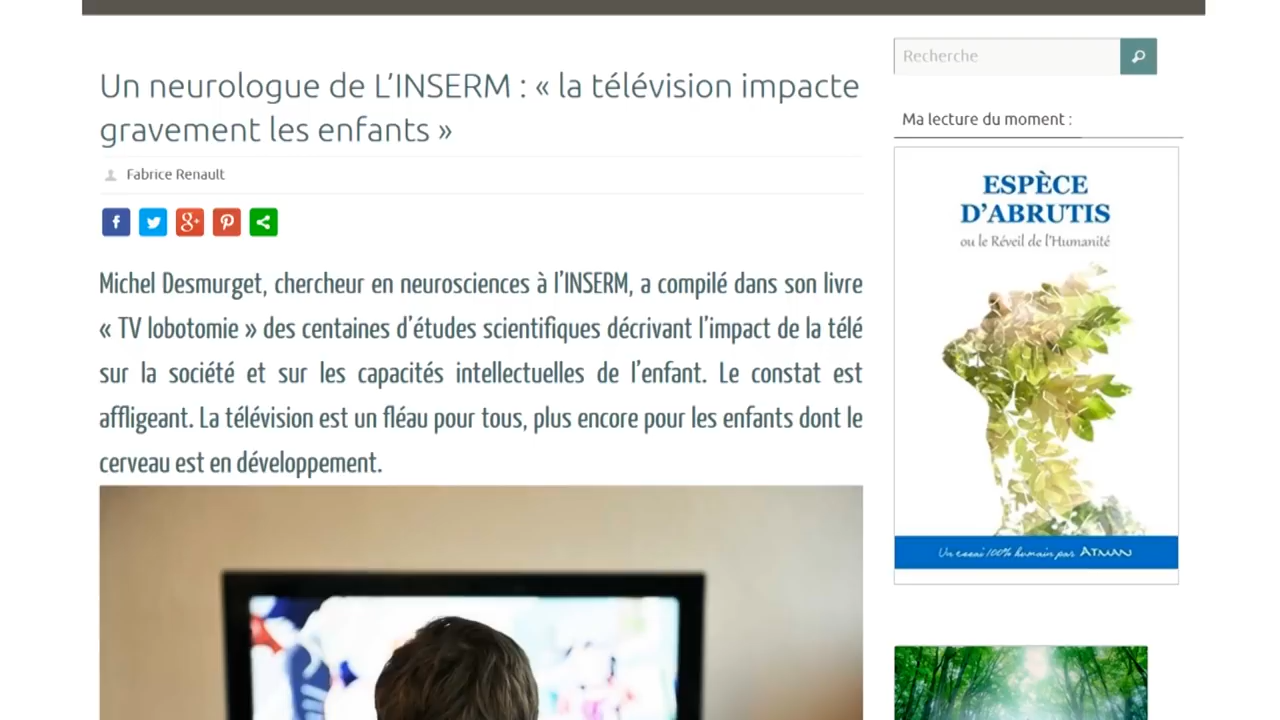 Un neurologue de L’INSERM : « la télévision impacte
gravement les enfants »
Fabrice Renault
Michel Desmurget, chercheur en neurosciences à l’INSERM, a compilé dans son livre
« TV lobotomie » des centaines d’études scientifiques décrivant l’impact de la télé
sur la société et sur les capacités intellectuelles de l’enfant. Le constat est
affligeant. La télévision est un fléau pour tous, plus encore pour les enfants dont le
cerveau est en développement.
Recherche
Ma lecture du moment :
ESPÈCE
D’ABRUTIS
ou le Réveil de l’Humanité
Un essai 100% humain par ATMAN